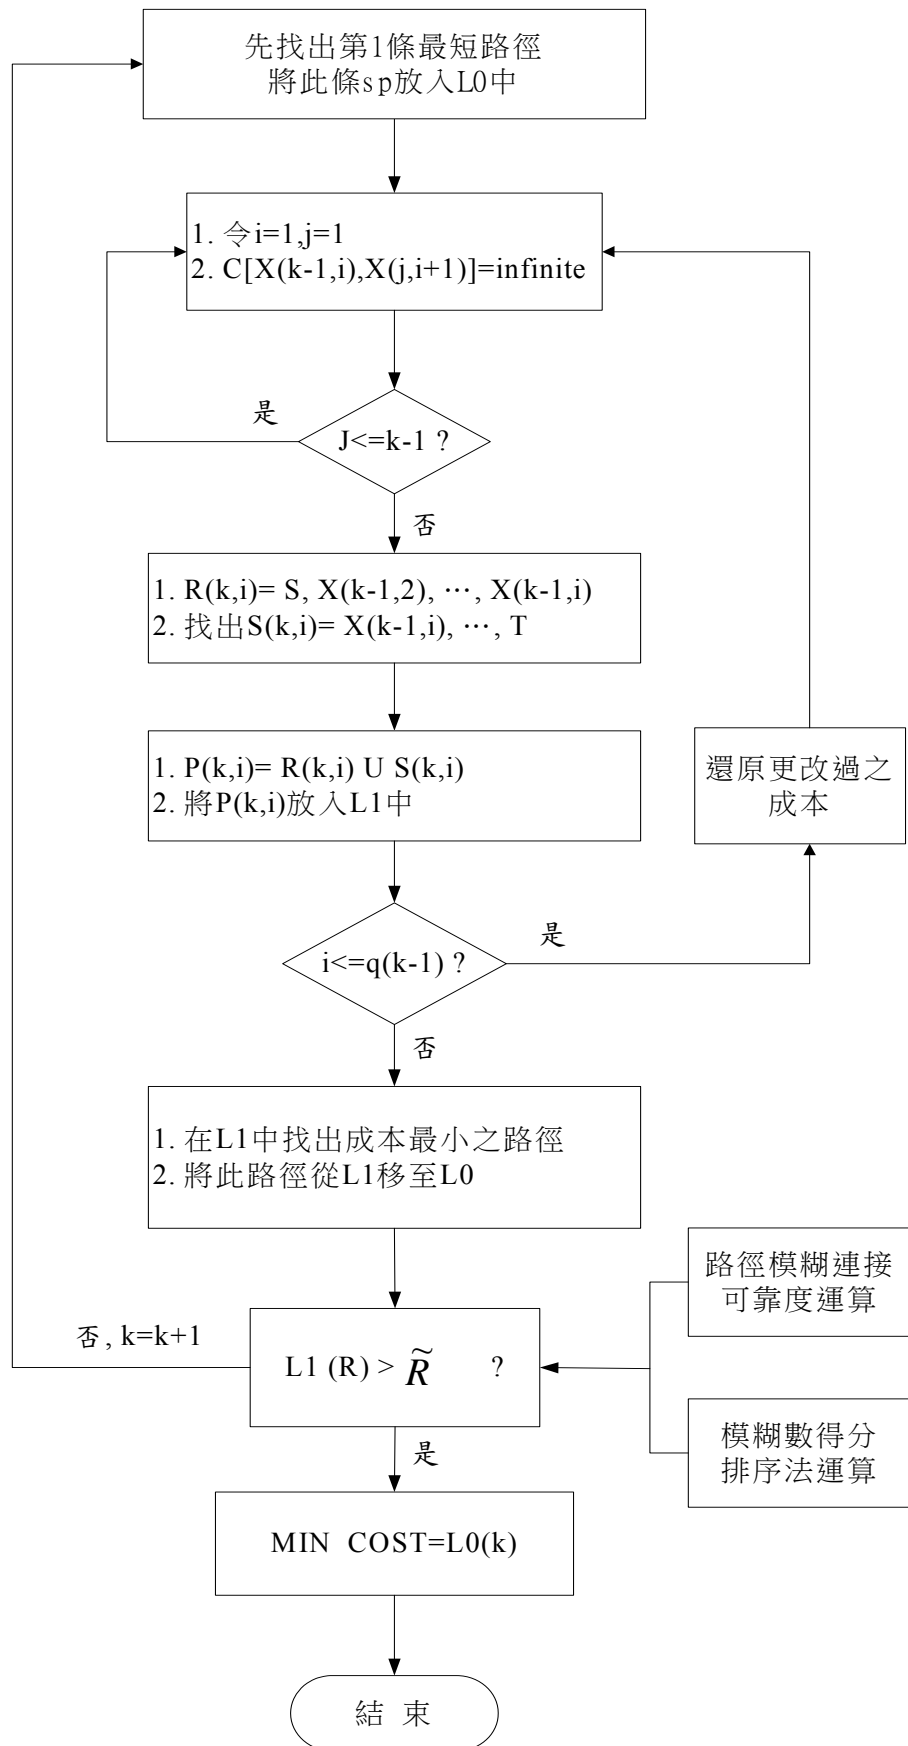 先找出第1條最短路徑
將此條sp放入L0中
1. 令i=1,j=1
2. C[X(k-1,i),X(j,i+1)]=infinite
是
J<=k-1 ?
否
1. R(k,i)= S, X(k-1,2), ⋯, X(k-1,i)
2. 找出S(k,i)= X(k-1,i), ⋯, T
1. P(k,i)= R(k,i) U S(k,i)
2. 將P(k,i)放入L1中
還原更改過之
成本
i<=q(k-1) ?
是
否
1. 在L1中找出成本最小之路徑
2. 將此路徑從L1移至L0
路徑模糊連接
可靠度運算
否, k=k+1
L1 (R) > R̃ ?
模糊數得分
排序法運算
是
MIN COST=L0(k)
結 束